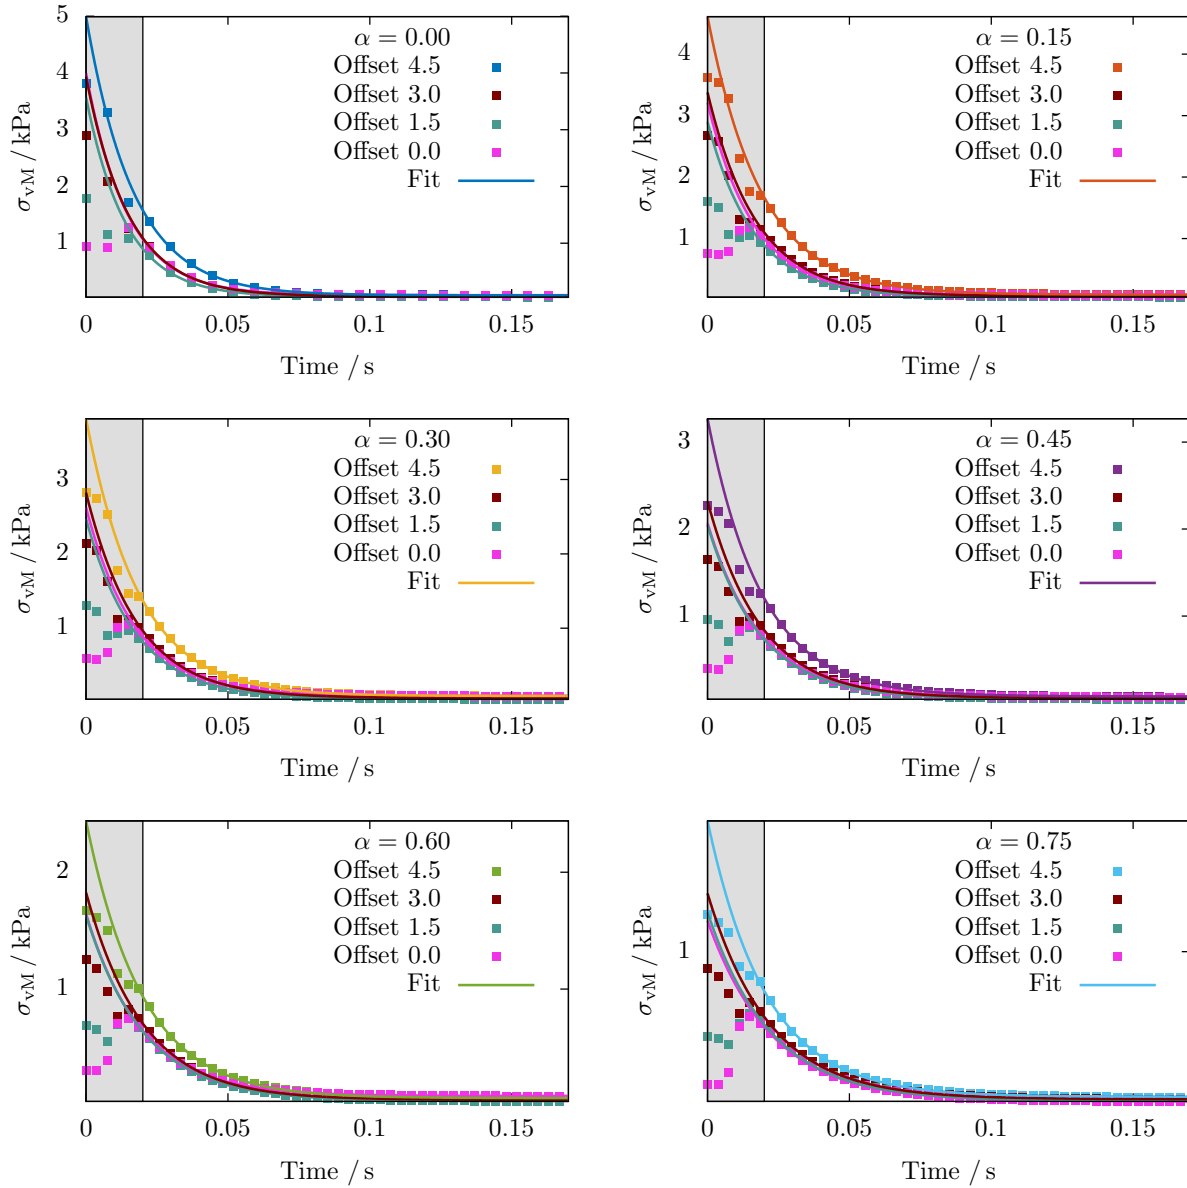 α = 0.00
Offset 4.5
Offset 3.0
Offset 1.5
Offset 0.0
Fit
5
4
3
2
1
σvM / kPa
0 0.05 0.1 0.15
Time / s
α = 0.15
Offset 4.5
Offset 3.0
Offset 1.5
Offset 0.0
Fit
4
3
2
1
σvM / kPa
0 0.05 0.1 0.15
Time / s
α = 0.30
Offset 4.5
Offset 3.0
Offset 1.5
Offset 0.0
Fit
3
2
1
σvM / kPa
0 0.05 0.1 0.15
Time / s
α = 0.45
Offset 4.5
Offset 3.0
Offset 1.5
Offset 0.0
Fit
3
2
1
σvM / kPa
0 0.05 0.1 0.15
Time / s
α = 0.60
Offset 4.5
Offset 3.0
Offset 1.5
Offset 0.0
Fit
2
1
σvM / kPa
0 0.05 0.1 0.15
Time / s
α = 0.75
Offset 4.5
Offset 3.0
Offset 1.5
Offset 0.0
Fit
1
σvM / kPa
0 0.05 0.1 0.15
Time / s